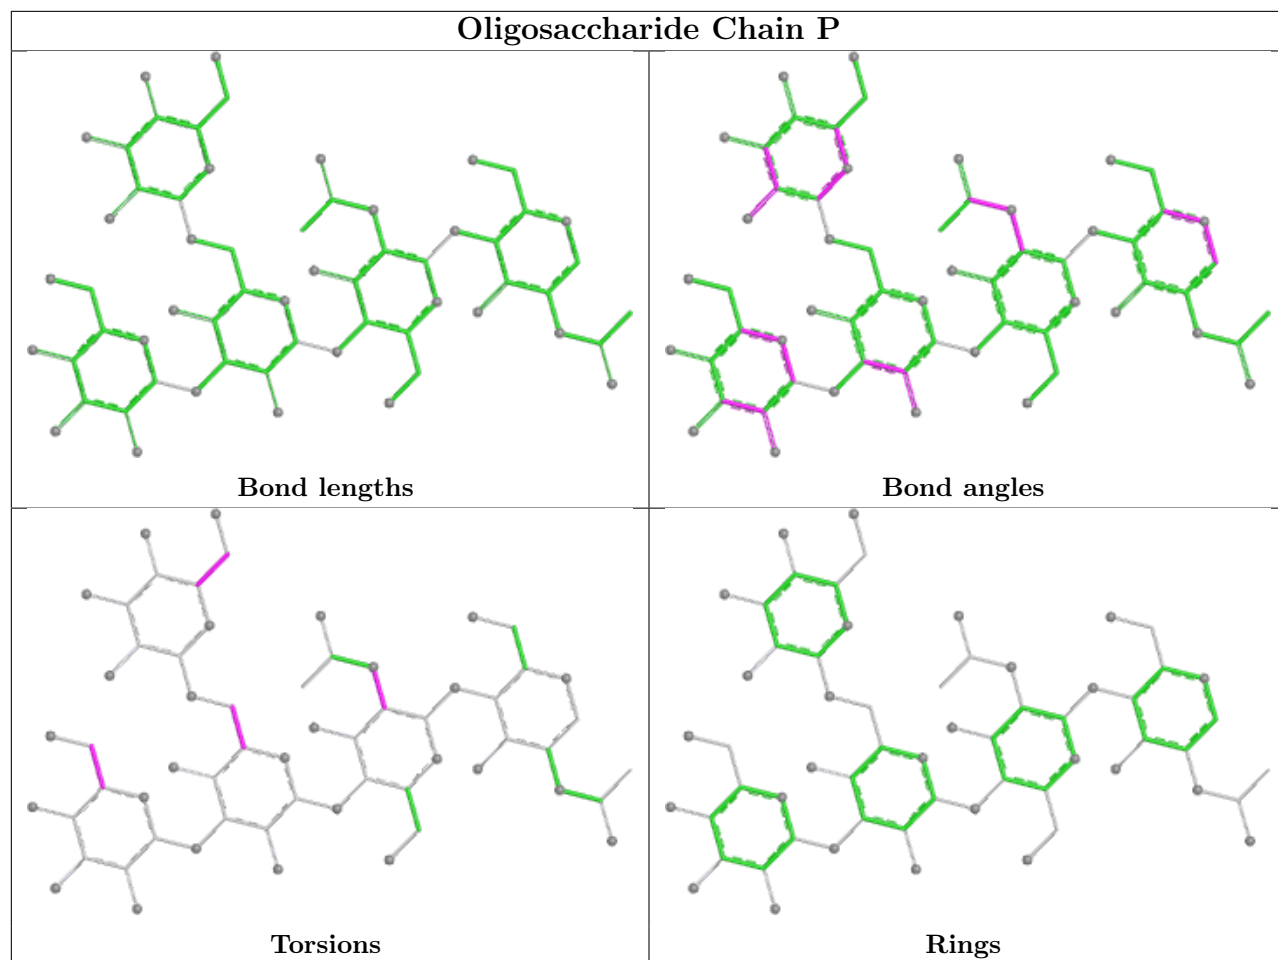 Oligosaccharide Chain P
Bond lengths
Bond angles
Torsions
Rings